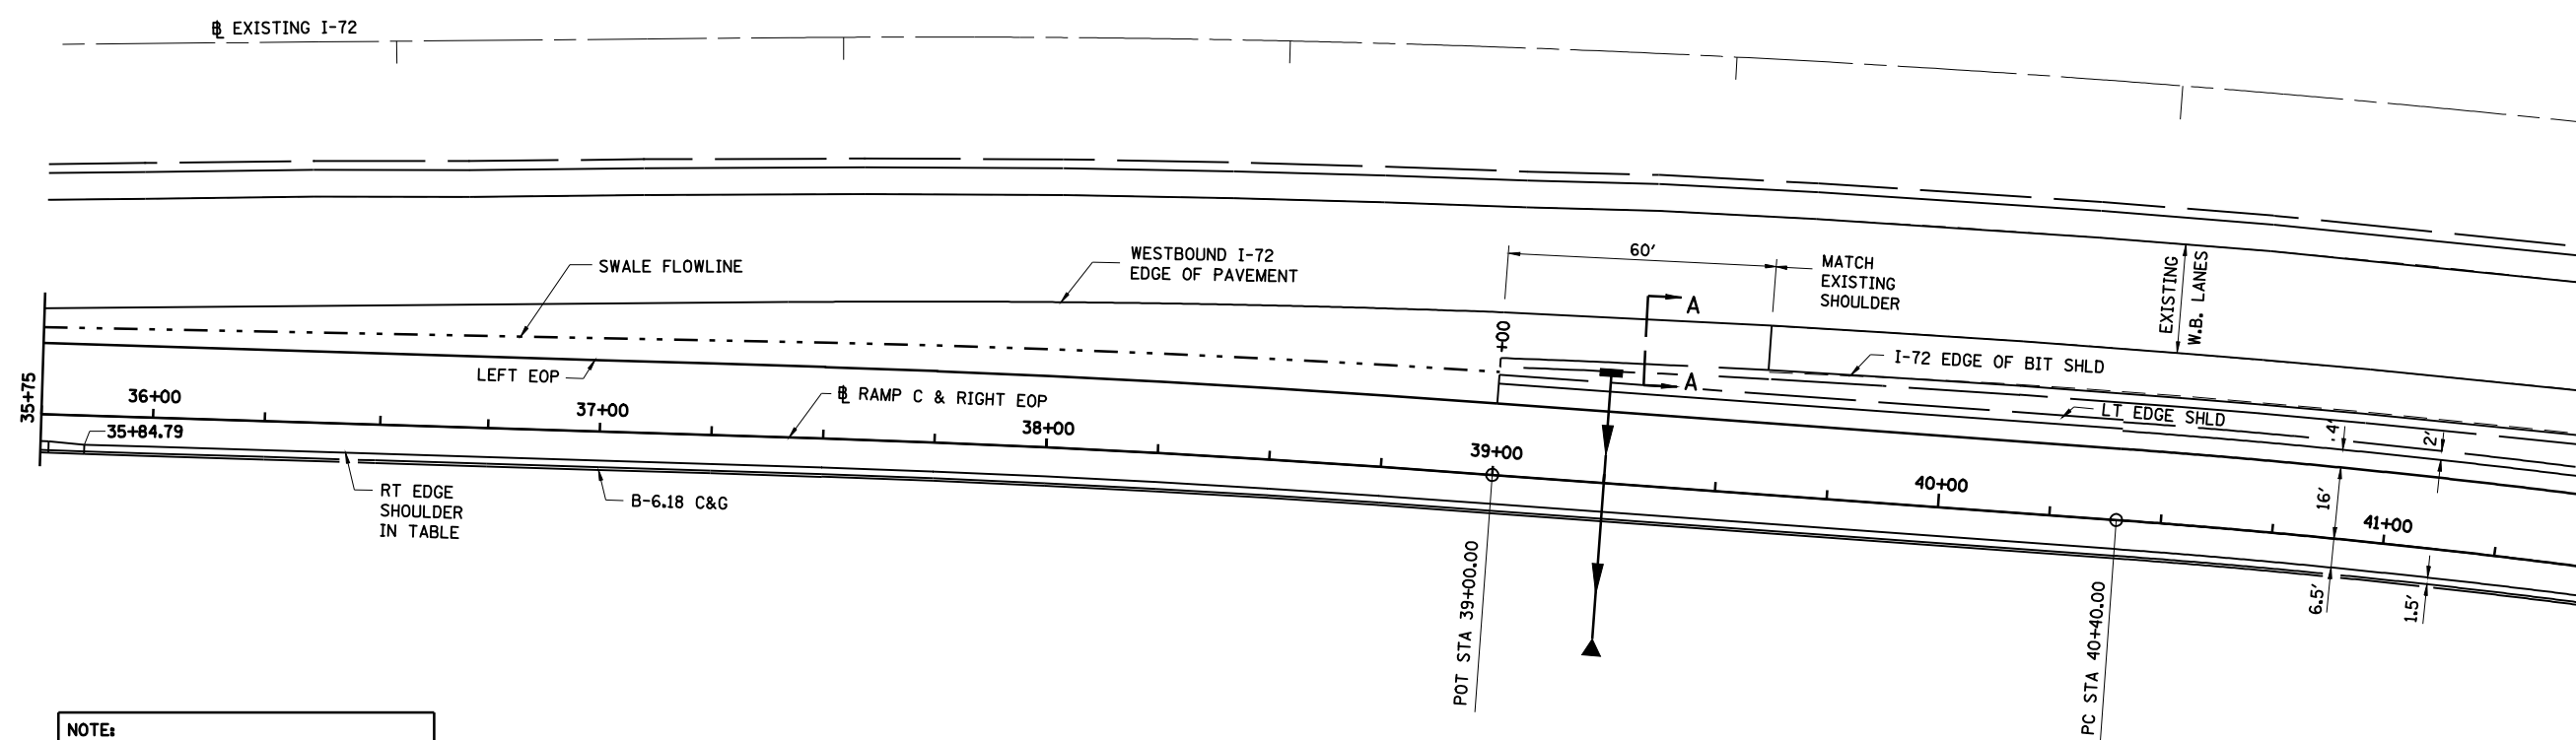 ℄ EXISTING I-72
SWALE FLOWLINE
WESTBOUND I-72
EDGE OF PAVEMENT
60'
MATCH
EXISTING
SHOULDER
A
A
+00
EXISTING
W.B. LANES
I-72 EDGE OF BIT SHLD
LT EDGE SHLD
LEFT EOP
℄ RAMP C & RIGHT EOP
35+75
36+00
37+00
38+00
39+00
40+00
41+00
35+84.79
RT EDGE
SHOULDER
IN TABLE
B-6.18 C&G
POT STA 39+00.00
PC STA 40+40.00
4'
2'
16'
6.5'
1.5'
NOTE: